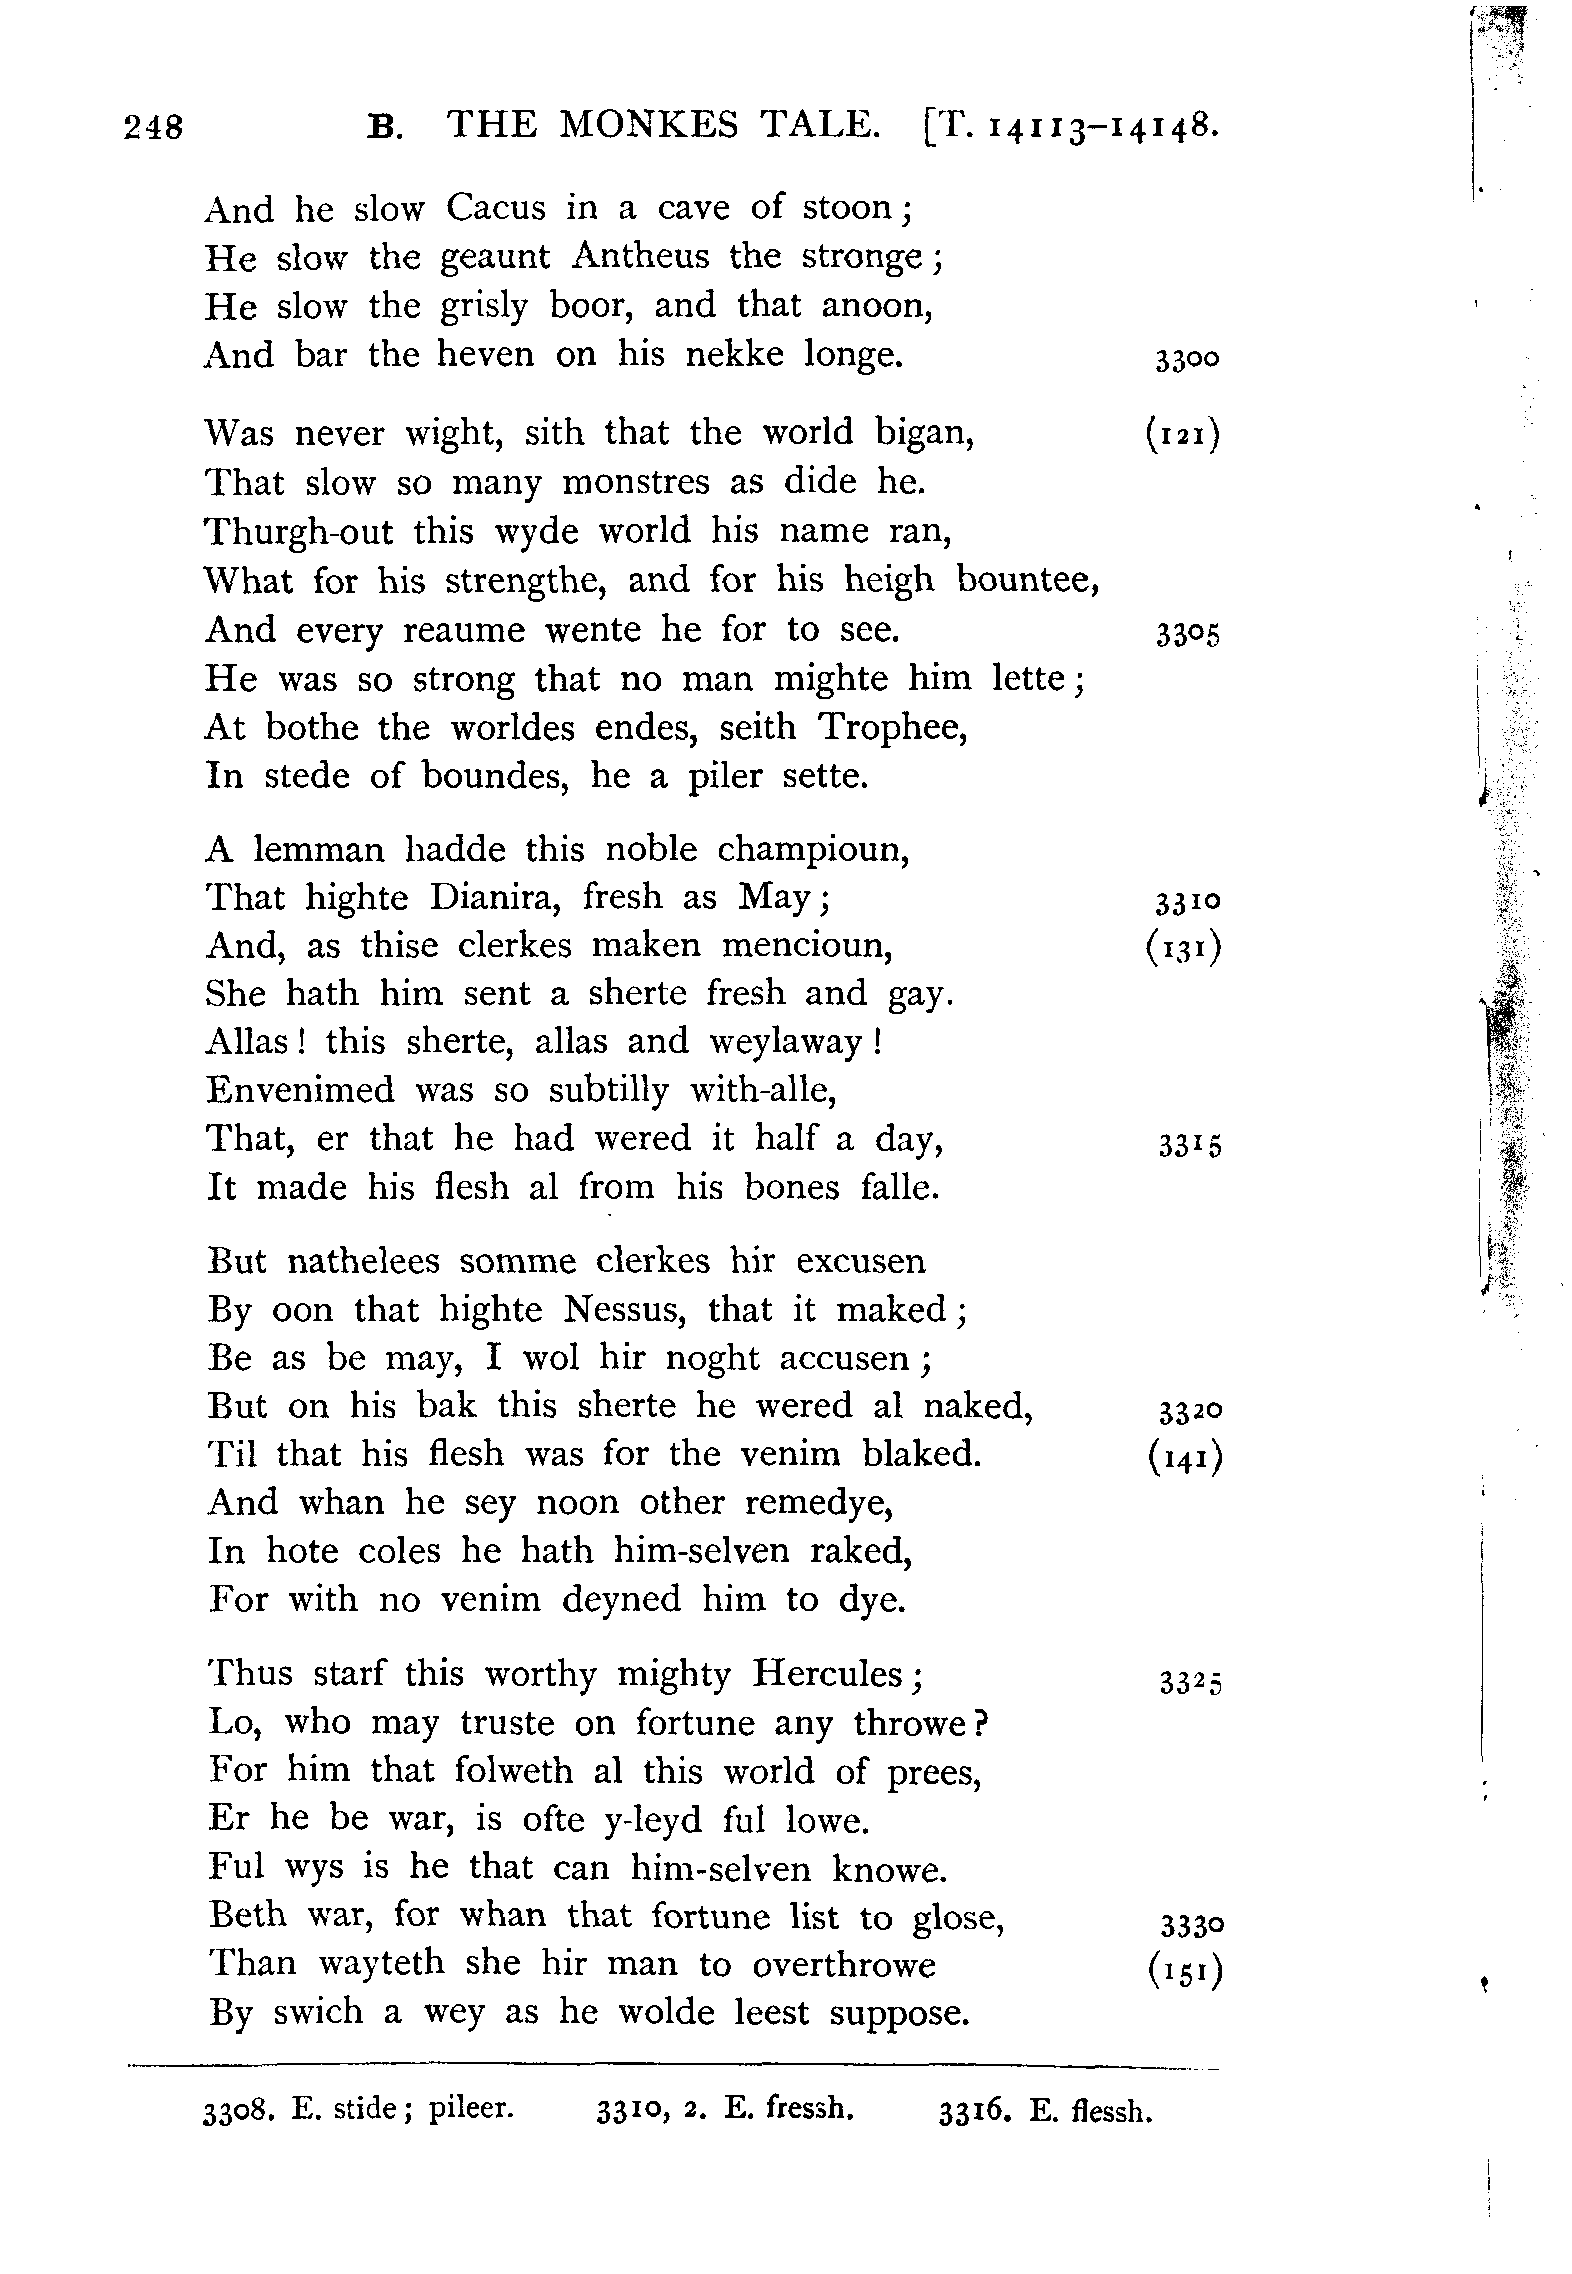 248 B. THE MONKES TALE. [T. 14113-14148.
And he slow Cacus in a cave of stoon;
He slow the geaunt Antheus the stronge;
He slow the grisly boor, and that anoon,
And bar the heven on his nekke longe. 3300
Was never wight, sith that the world bigan, (121)
That slow so many monstres as dide he.
Thurgh-out this wyde world his name ran,
What for his strengthe, and for his heigh bountee,
And every reaume wente he for to see. 3305
He was so strong that no man mighte him lette;
At bothe the worldes endes, seith Trophee,
In stede of boundes, he a piler sette.
A lemman hadde this noble champioun,
That highte Dianira, fresh as May; 3310
And, as thise clerkes maken mencioun, (131)
She hath him sent a sherte fresh and gay.
Allas! this sherte, allas and weylaway!
Envenimed was so subtilly with-alle,
That, er that he had wered it half a day, 3315
It made his flesh al from his bones falle.
But nathelees somme clerkes hir excusen
By oon that highte Nessus, that it maked;
Be as be may, I wol hir noght accusen;
But on his bak this sherte he wered al naked, 3320
Til that his flesh was for the venim blaked. (141)
And whan he sey noon other remedye,
In hote coles he hath him-selven raked,
For with no venim deyned him to dye.
Thus starf this worthy mighty Hercules; 3325
Lo, who may truste on fortune any throwe?
For him that folweth al this world of prees,
Er he be war, is ofte y-leyd ful lowe.
Ful wys is he that can him-selven knowe.
Beth war, for whan that fortune list to glose, 3330
Than wayteth she hir man to overthrowe (151)
By swich a wey as he wolde leest suppose.
3308. E. stide; pileer. 3310, 2. E. fressh. 3316. E. flessh.